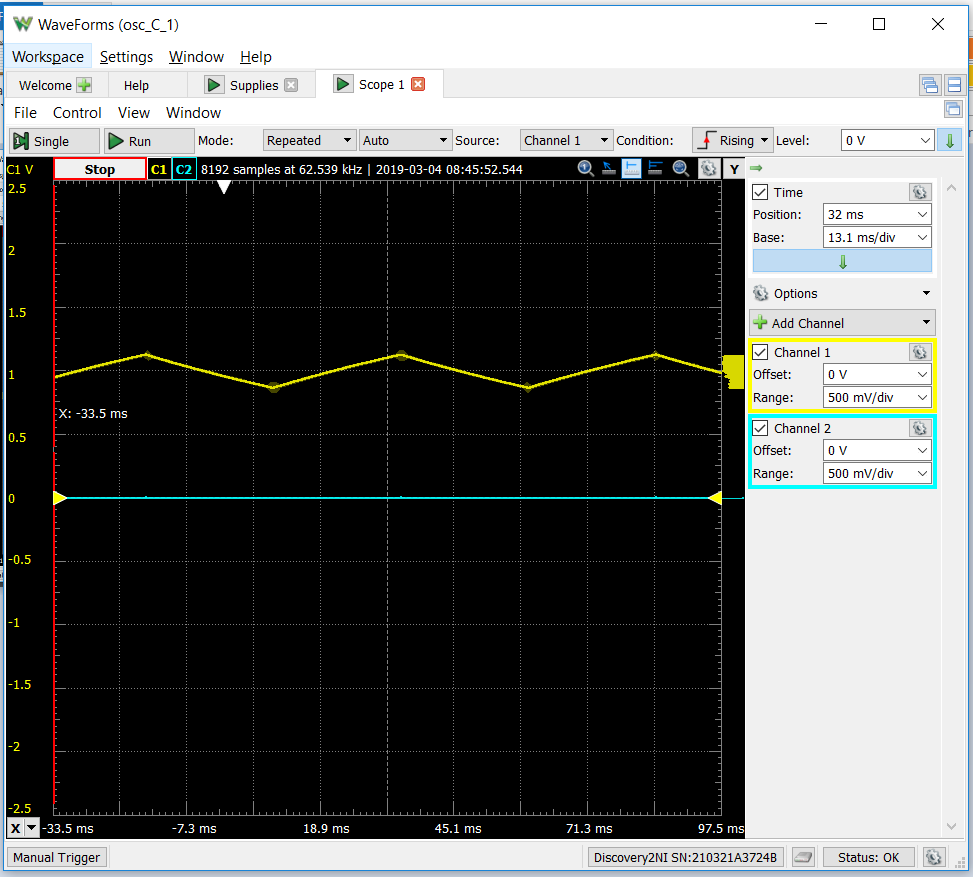 WaveForms (osc_C_1)
Workspace Settings Window Help
Welcome Help Supplies Scope 1
File Control View Window
Single Run Mode: Repeated Auto Source: Channel 1 Condition: Rising Level: 0 V
C1 V Stop C1 C2 8192 samples at 62.539 kHz | 2019-03-04 08:45:52.544 Y
2.5
2
1.5
1
X: -33.5 ms
0.5
0
-0.5
-1
-1.5
-2
-2.5
X -33.5 ms -7.3 ms 18.9 ms 45.1 ms 71.3 ms 97.5 ms
Time
Position: 32 ms
Base: 13.1 ms/div
Options
Add Channel
Channel 1
Offset: 0 V
Range: 500 mV/div
Channel 2
Offset: 0 V
Range: 500 mV/div
Manual Trigger Discovery2NI SN:210321A3724B Status: OK